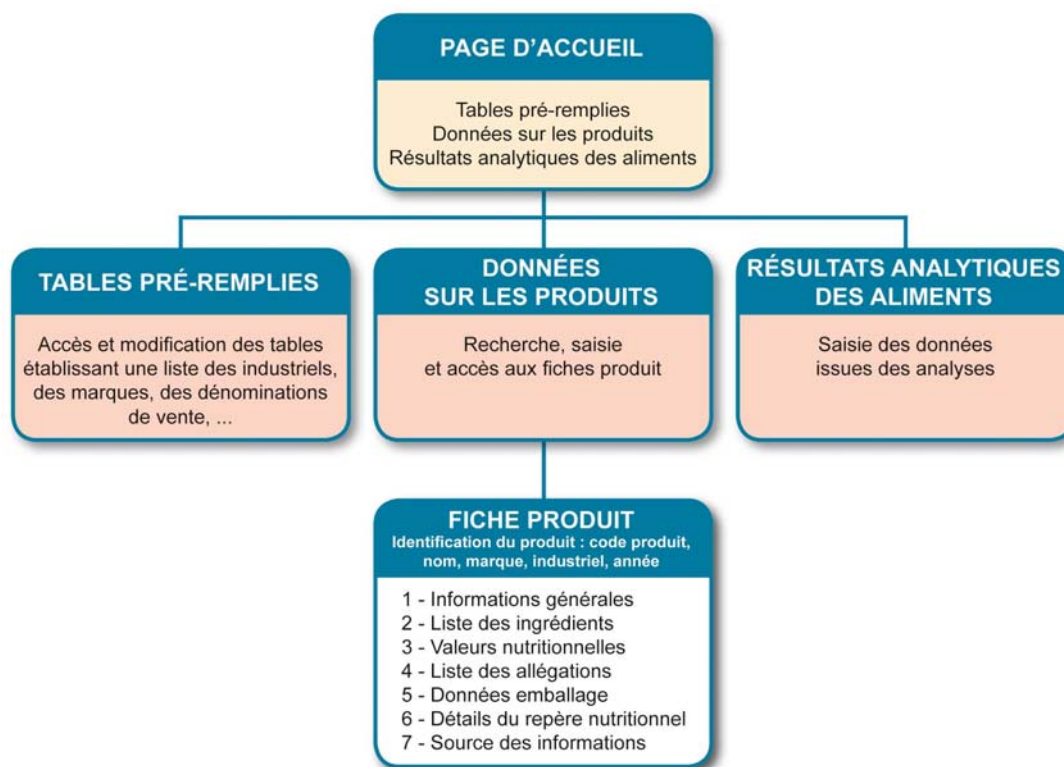 PAGE D’ACCUEIL
Tables pré-remplies
Données sur les produits
Résultats analytiques des aliments
TABLES PRÉ-REMPLIES
Accès et modification des tables
établissant une liste des industriels,
des marques, des dénominations
de vente, ...
DONNÉES
SUR LES PRODUITS
Recherche, saisie
et accès aux fiches produit
RÉSULTATS ANALYTIQUES
DES ALIMENTS
Saisie des données
issues des analyses
FICHE PRODUIT
Identification du produit : code produit,
nom, marque, industriel, année
1 - Informations générales
2 - Liste des ingrédients
3 - Valeurs nutritionnelles
4 - Liste des allégations
5 - Données emballage
6 - Détails du repère nutritionnel
7 - Source des informations